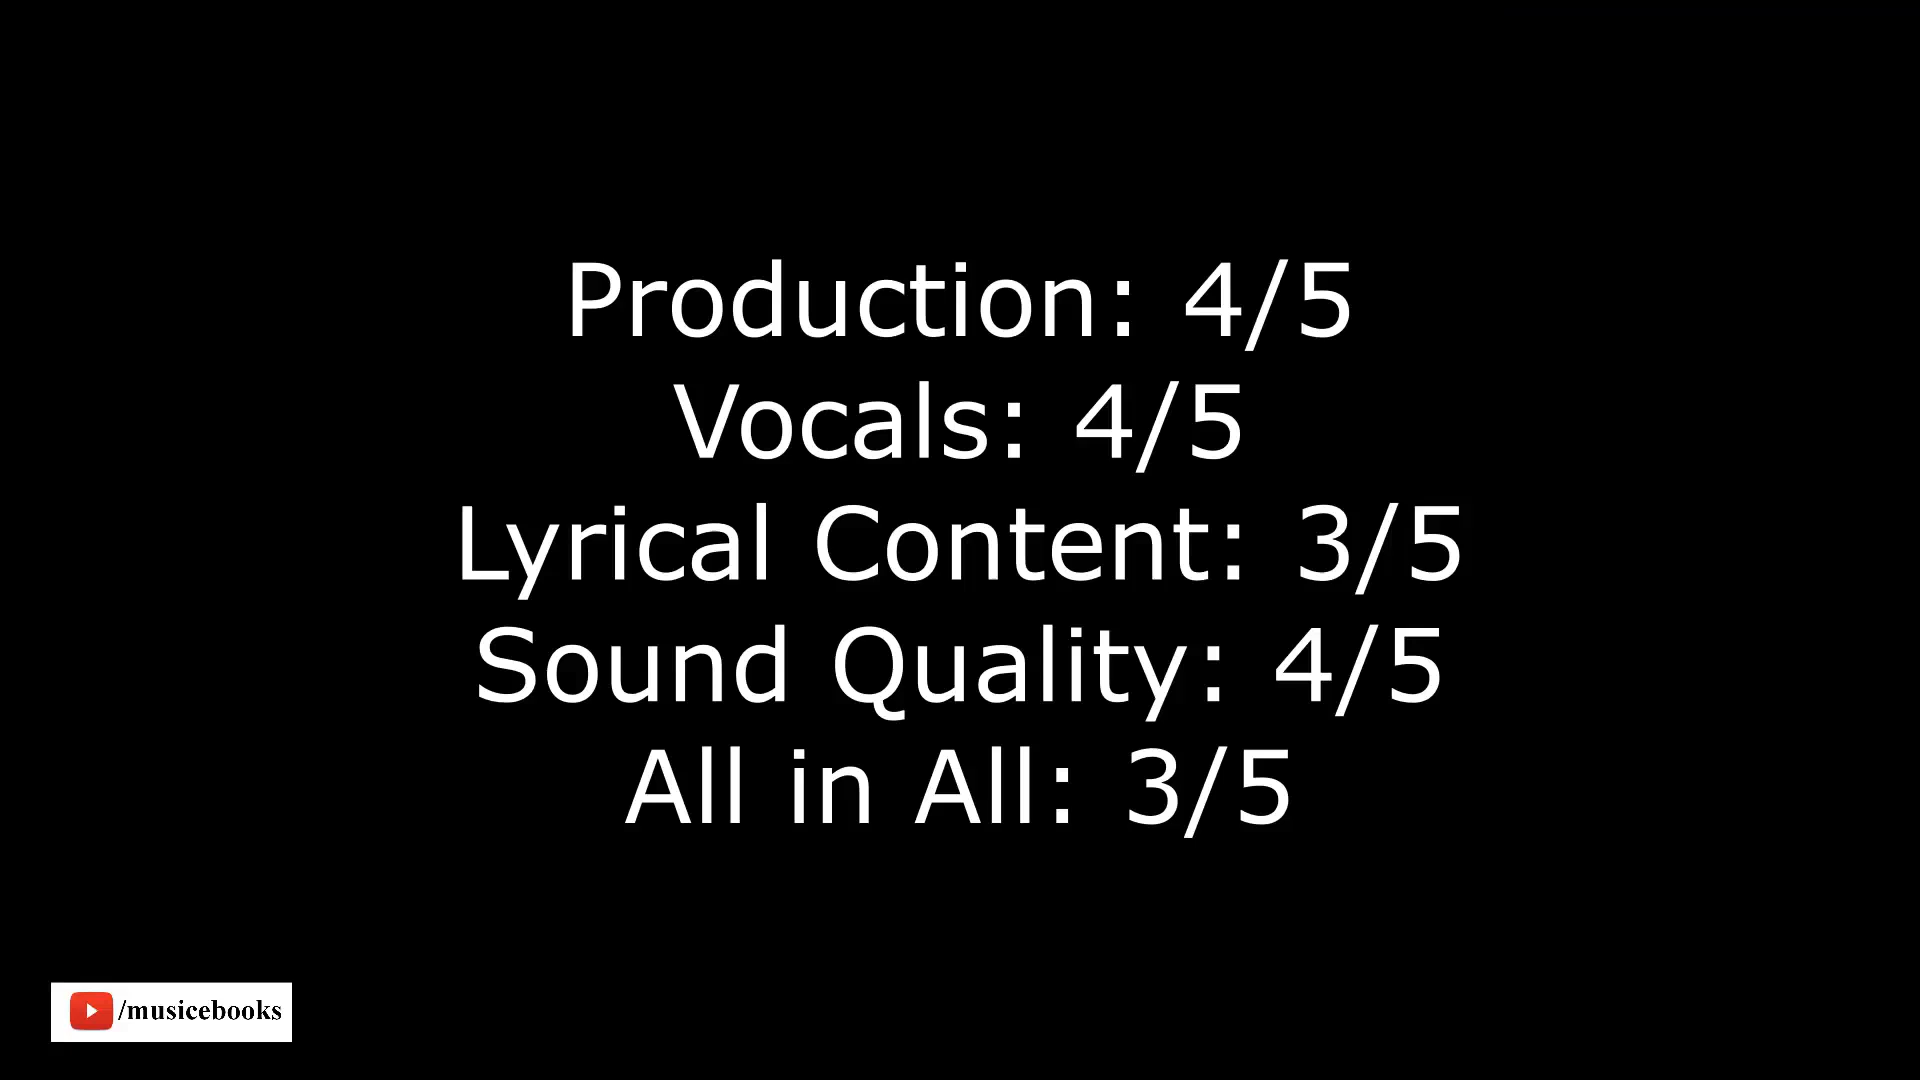 Production: 4/5
Vocals: 4/5
Lyrical Content: 3/5
Sound Quality: 4/5
All in All: 3/5
/musicebooks